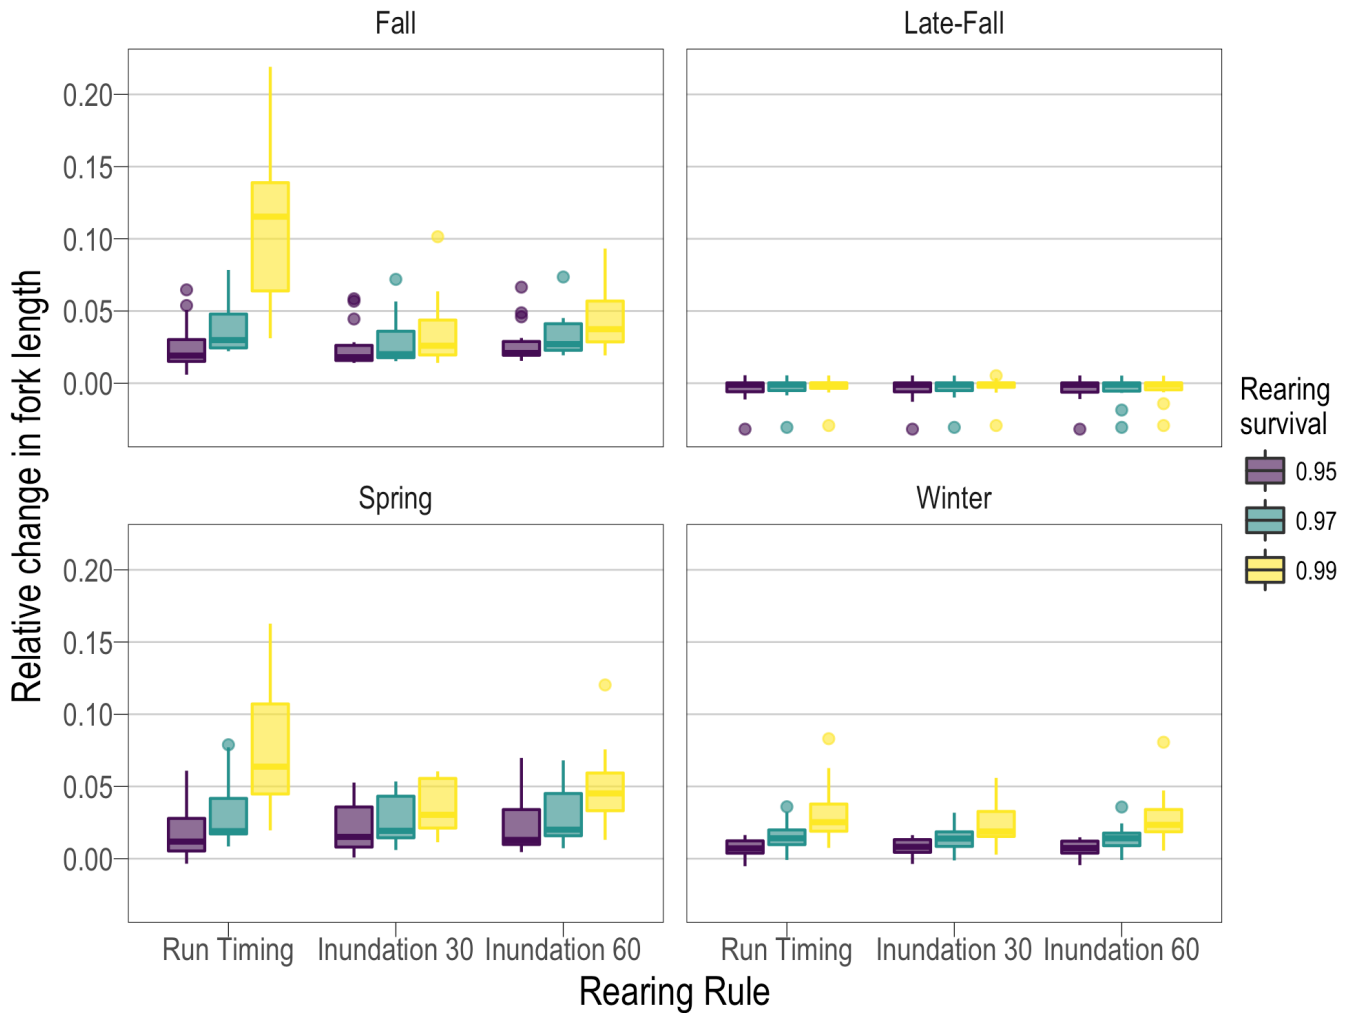 Fall
Late-Fall
0.20
0.15
0.10
0.05
0.00
Spring
Winter
0.20
0.15
0.10
0.05
0.00
Relative change in fork length
Run Timing Inundation 30 Inundation 60
Run Timing Inundation 30 Inundation 60
Rearing Rule
Rearing
survival
0.95
0.97
0.99